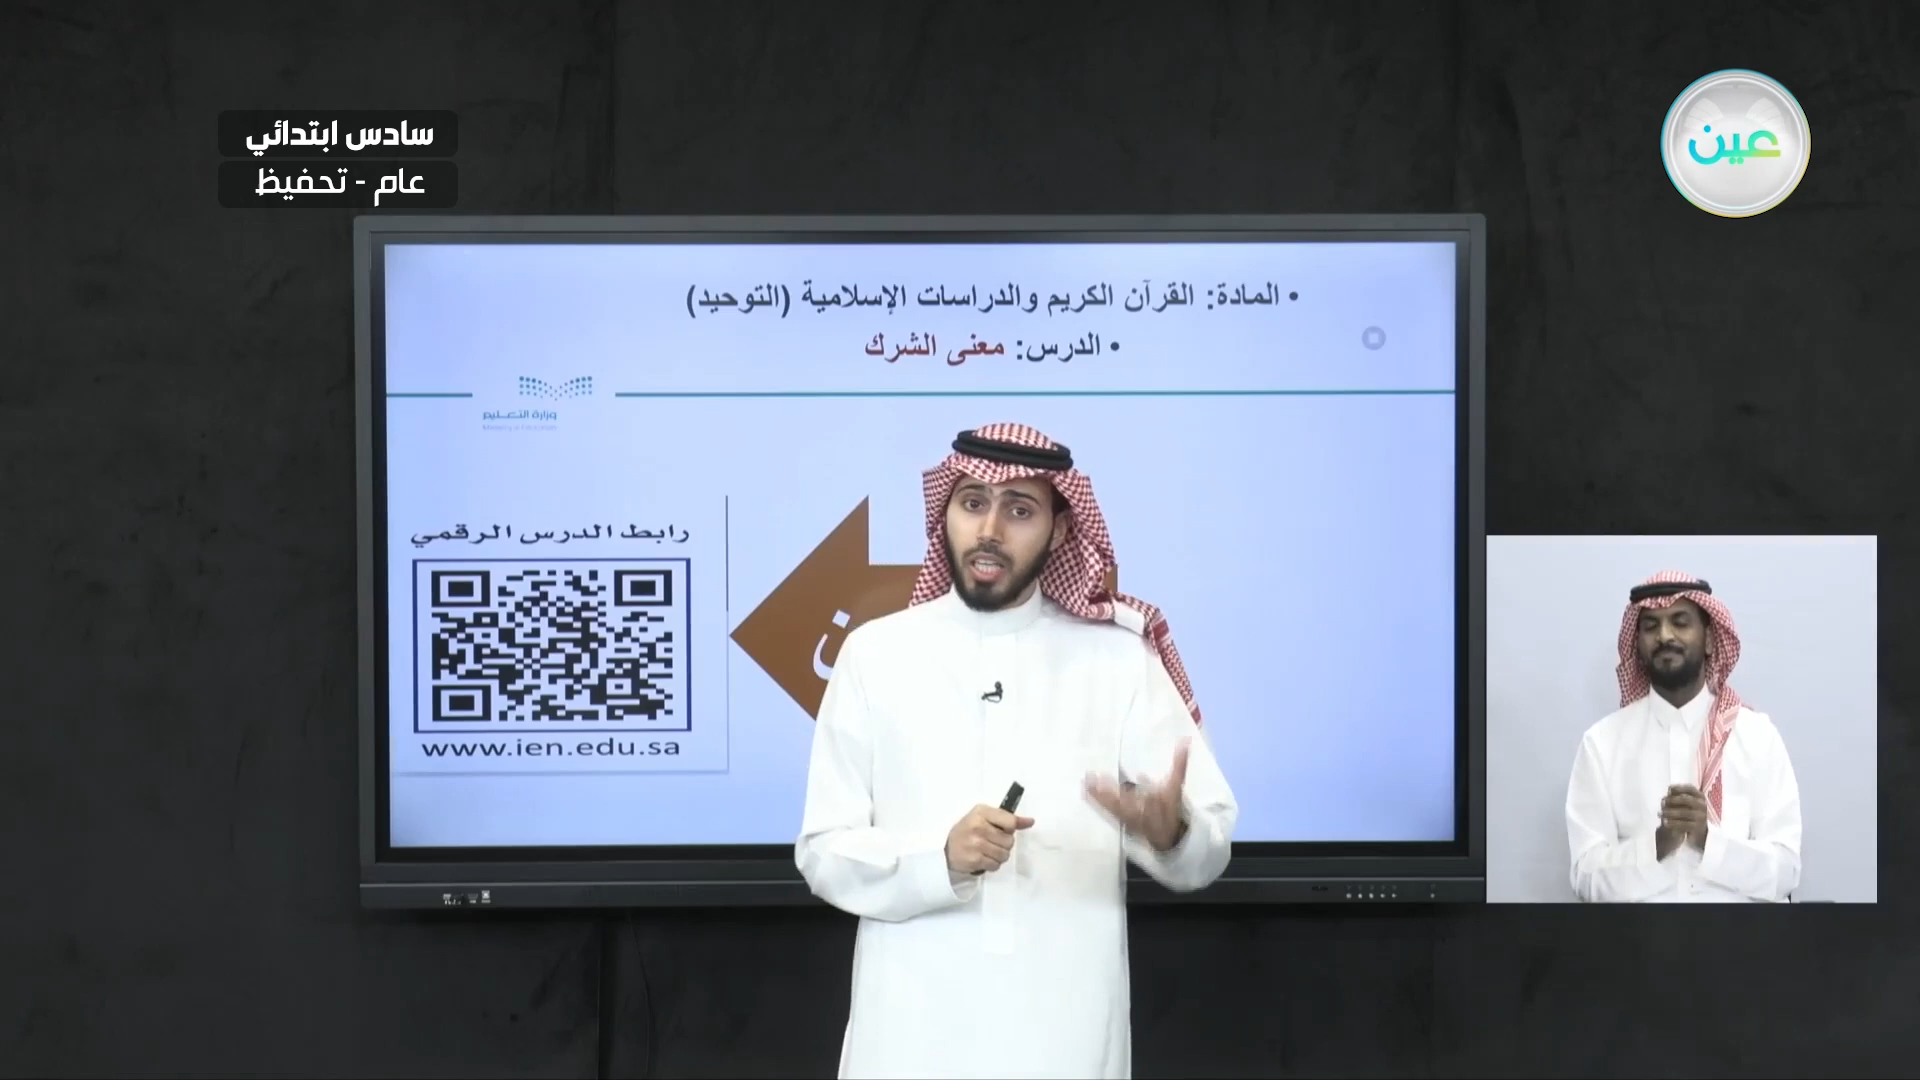 سادس ابتدائي
عام - تحفيظ
عين
• المادة: القرآن الكريم والدراسات الإسلامية (التوحيد)
• الدرس: معنى الشرك
وزارة التعليم
رابط الدرس الرقمي
www.ien.edu.sa